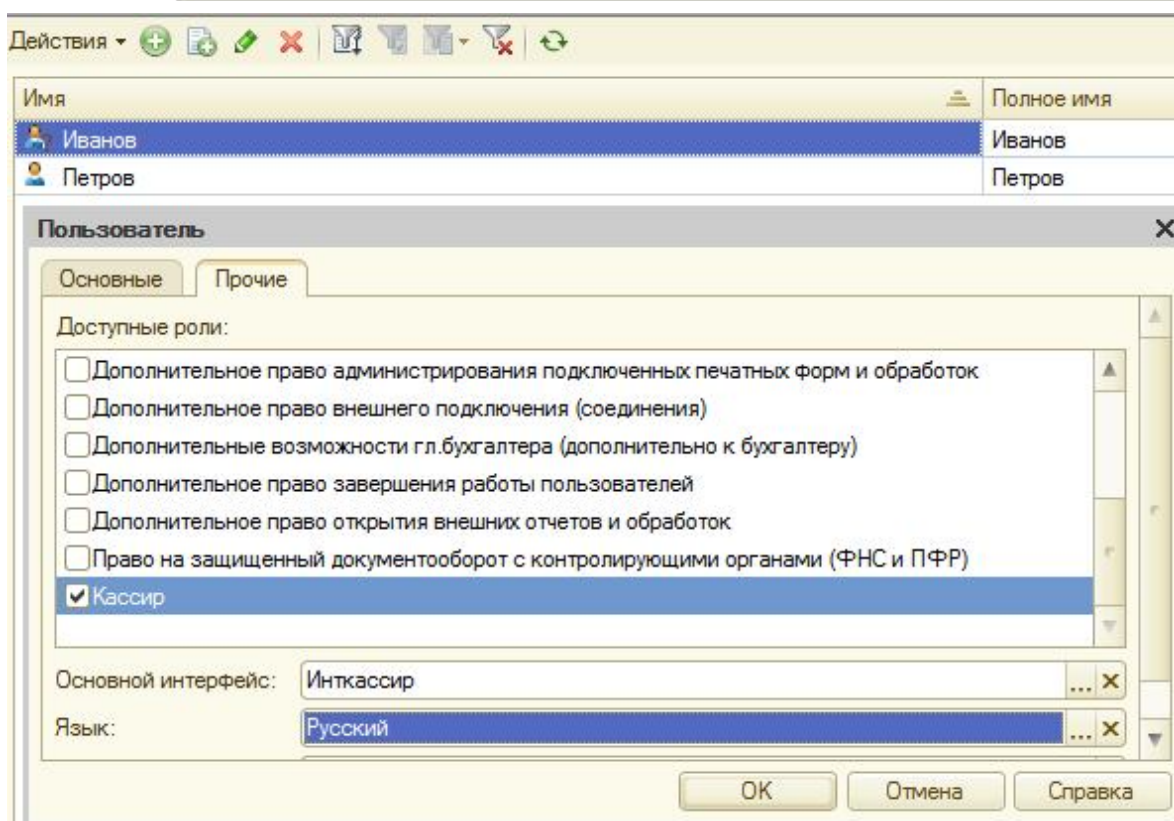 Действия
Имя Полное имя
Иванов Иванов
Петров Петров
Пользователь
Основные Прочие
Доступные роли:
Дополнительное право администрирования подключенных печатных форм и обработок
Дополнительное право внешнего подключения (соединения)
Дополнительные возможности гл.бухгалтера (дополнительно к бухгалтеру)
Дополнительное право завершения работы пользователей
Дополнительное право открытия внешних отчетов и обработок
Право на защищенный документооборот с контролирующими органами (ФНС и ПФР)
Кассир
Основной интерфейс: Инткассир ...
Язык: Русский ...
OK Отмена Справка